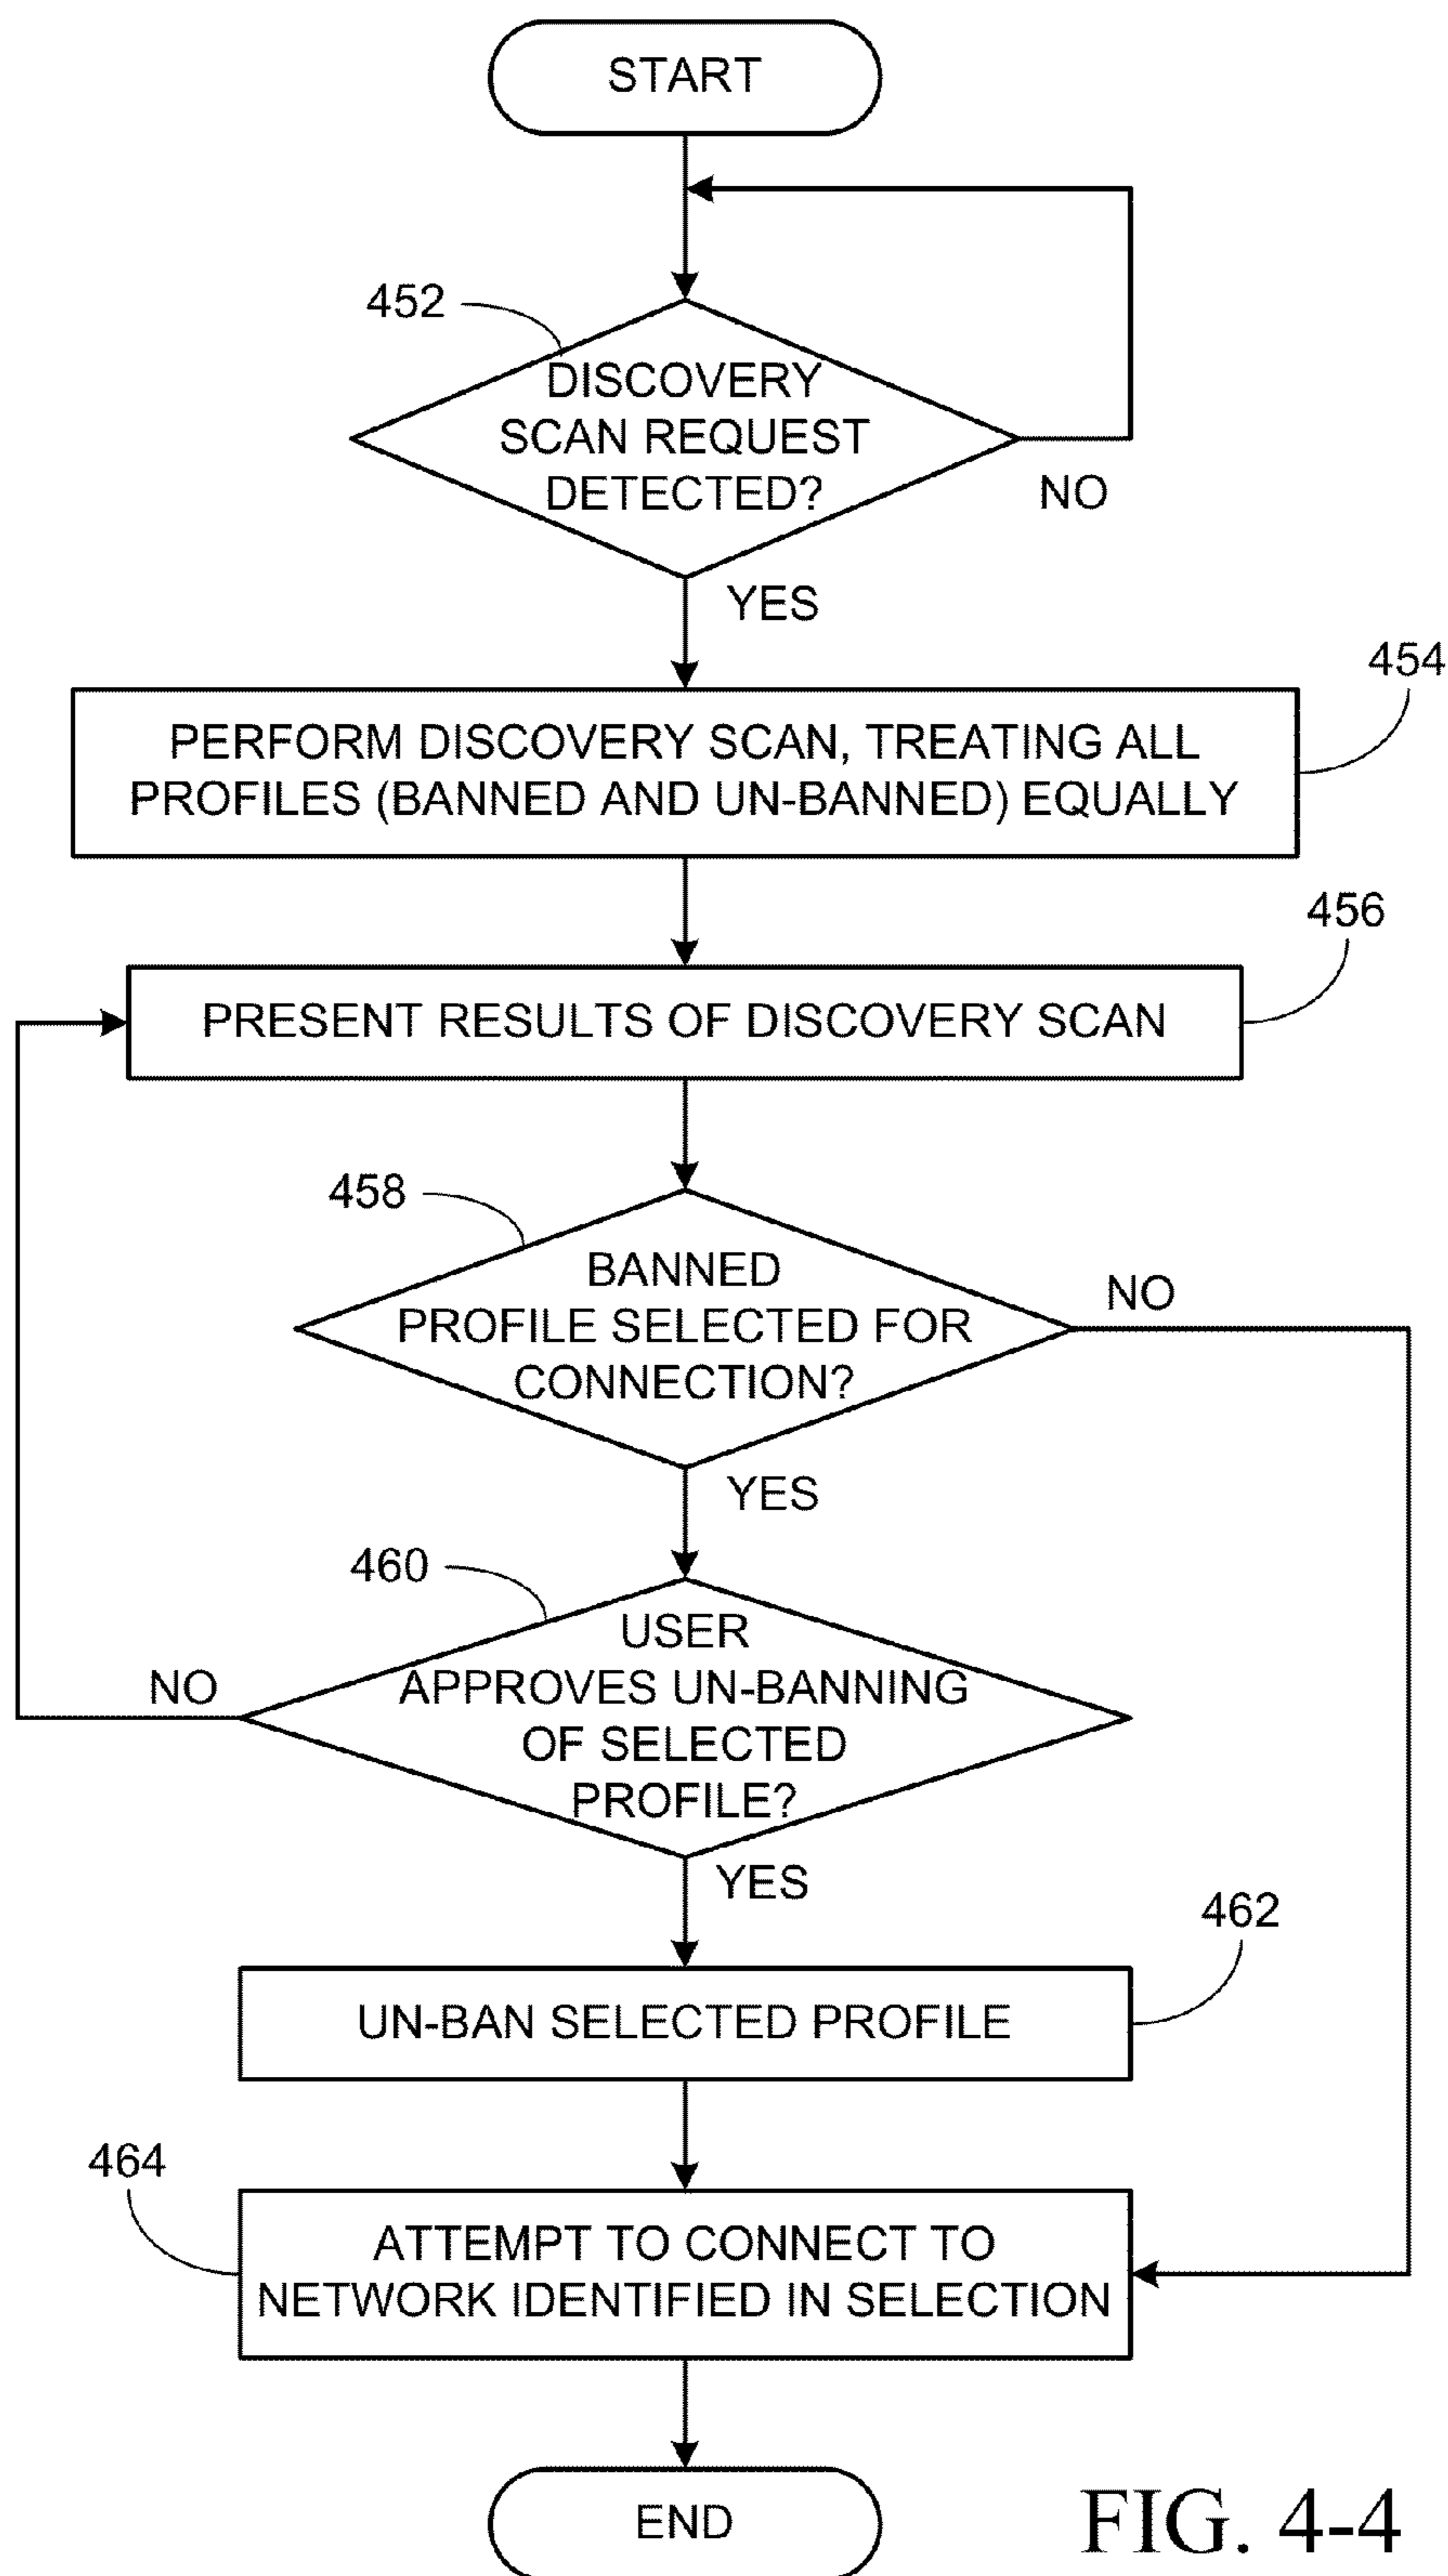 START
452
DISCOVERY
SCAN REQUEST
DETECTED?
NO
YES
454
PERFORM DISCOVERY SCAN, TREATING ALL
PROFILES (BANNED AND UN-BANNED) EQUALLY
456
PRESENT RESULTS OF DISCOVERY SCAN
458
BANNED
PROFILE SELECTED FOR
CONNECTION?
NO
YES
460
USER
APPROVES UN-BANNING
OF SELECTED
PROFILE?
NO
YES
462
UN-BAN SELECTED PROFILE
464
ATTEMPT TO CONNECT TO
NETWORK IDENTIFIED IN SELECTION
END
FIG. 4-4